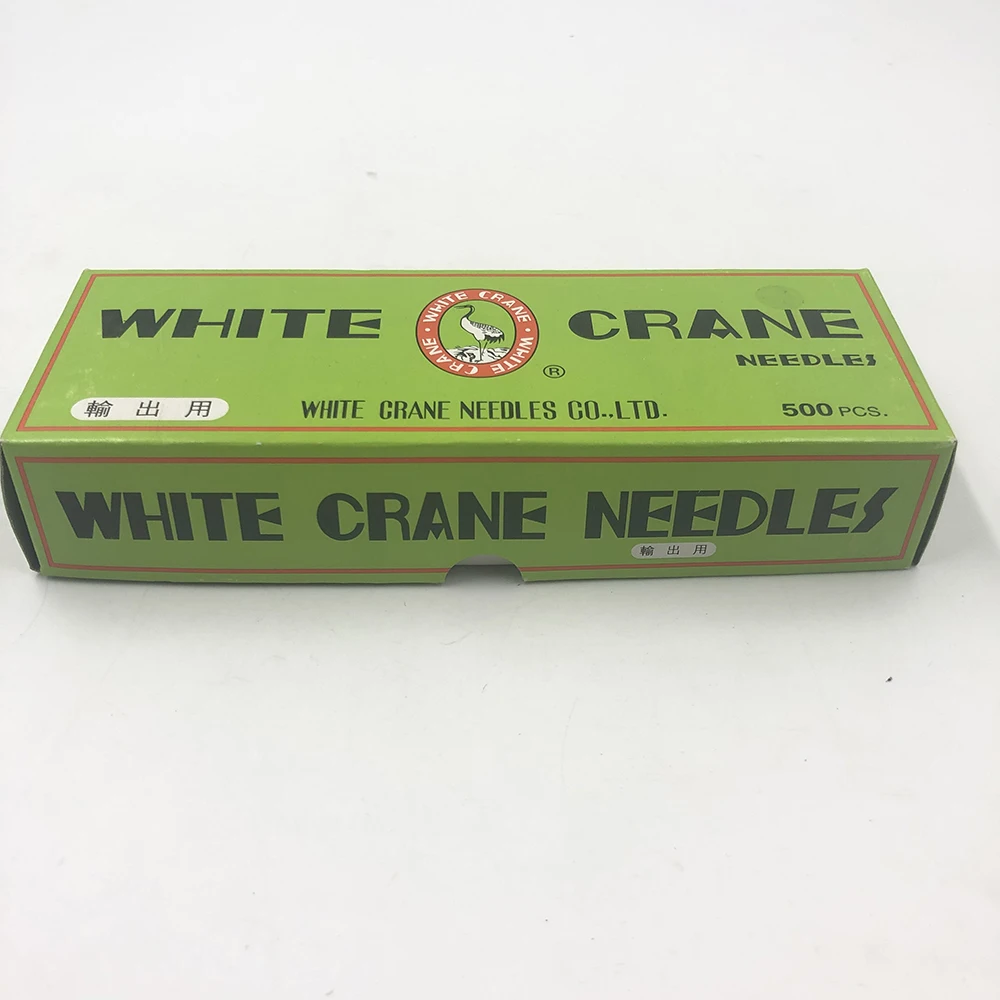 WHITE CRANE
WHITE CRANE · WHITE CRANE ·
®
NEEDLES
輸出用
WHITE CRANE NEEDLES CO.,LTD.
500 PCS.
WHITE CRANE NEEDLES
輸出用